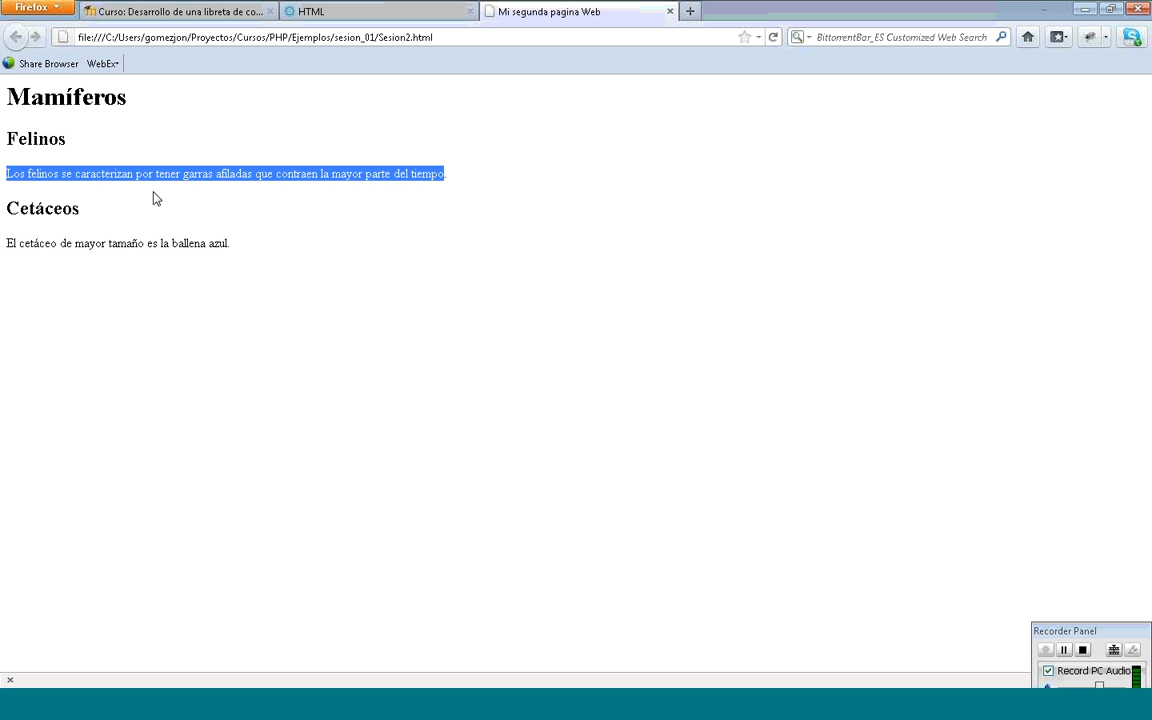 Firefox
Curso: Desarrollo de una libreta de co...
HTML
Mi segunda pagina Web
file:///C:/Users/gomezjon/Proyectos/Cursos/PHP/Ejemplos/sesion_01/Sesion2.html
BittorrentBar_ES Customized Web Search
Share Browser WebEx
Mamíferos
Felinos
Los felinos se caracterizan por tener garras afiladas que contraen la mayor parte del tiempo.
Cetáceos
El cetáceo de mayor tamaño es la ballena azul.
Recorder Panel
Record PC Audio